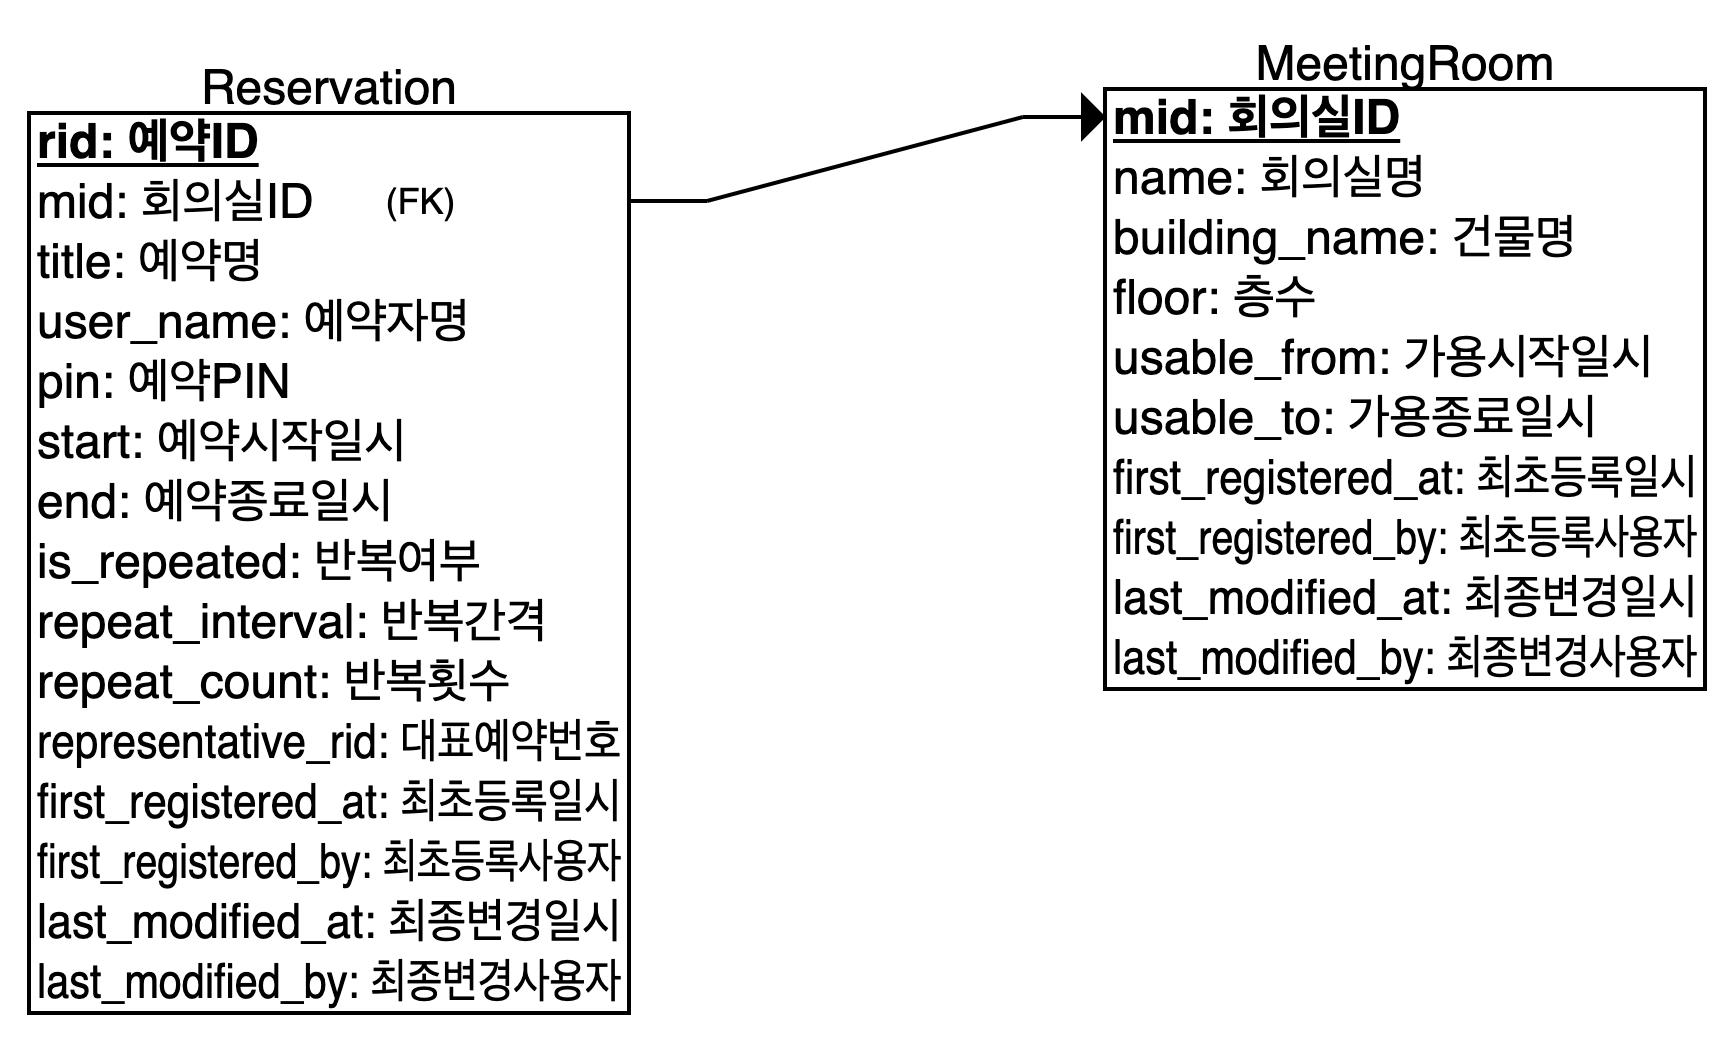 Reservation
rid: 예약ID
mid: 회의실ID (FK)
title: 예약명
user_name: 예약자명
pin: 예약PIN
start: 예약시작일시
end: 예약종료일시
is_repeated: 반복여부
repeat_interval: 반복간격
repeat_count: 반복횟수
representative_rid: 대표예약번호
first_registered_at: 최초등록일시
first_registered_by: 최초등록사용자
last_modified_at: 최종변경일시
last_modified_by: 최종변경사용자
MeetingRoom
mid: 회의실ID
name: 회의실명
building_name: 건물명
floor: 층수
usable_from: 가용시작일시
usable_to: 가용종료일시
first_registered_at: 최초등록일시
first_registered_by: 최초등록사용자
last_modified_at: 최종변경일시
last_modified_by: 최종변경사용자